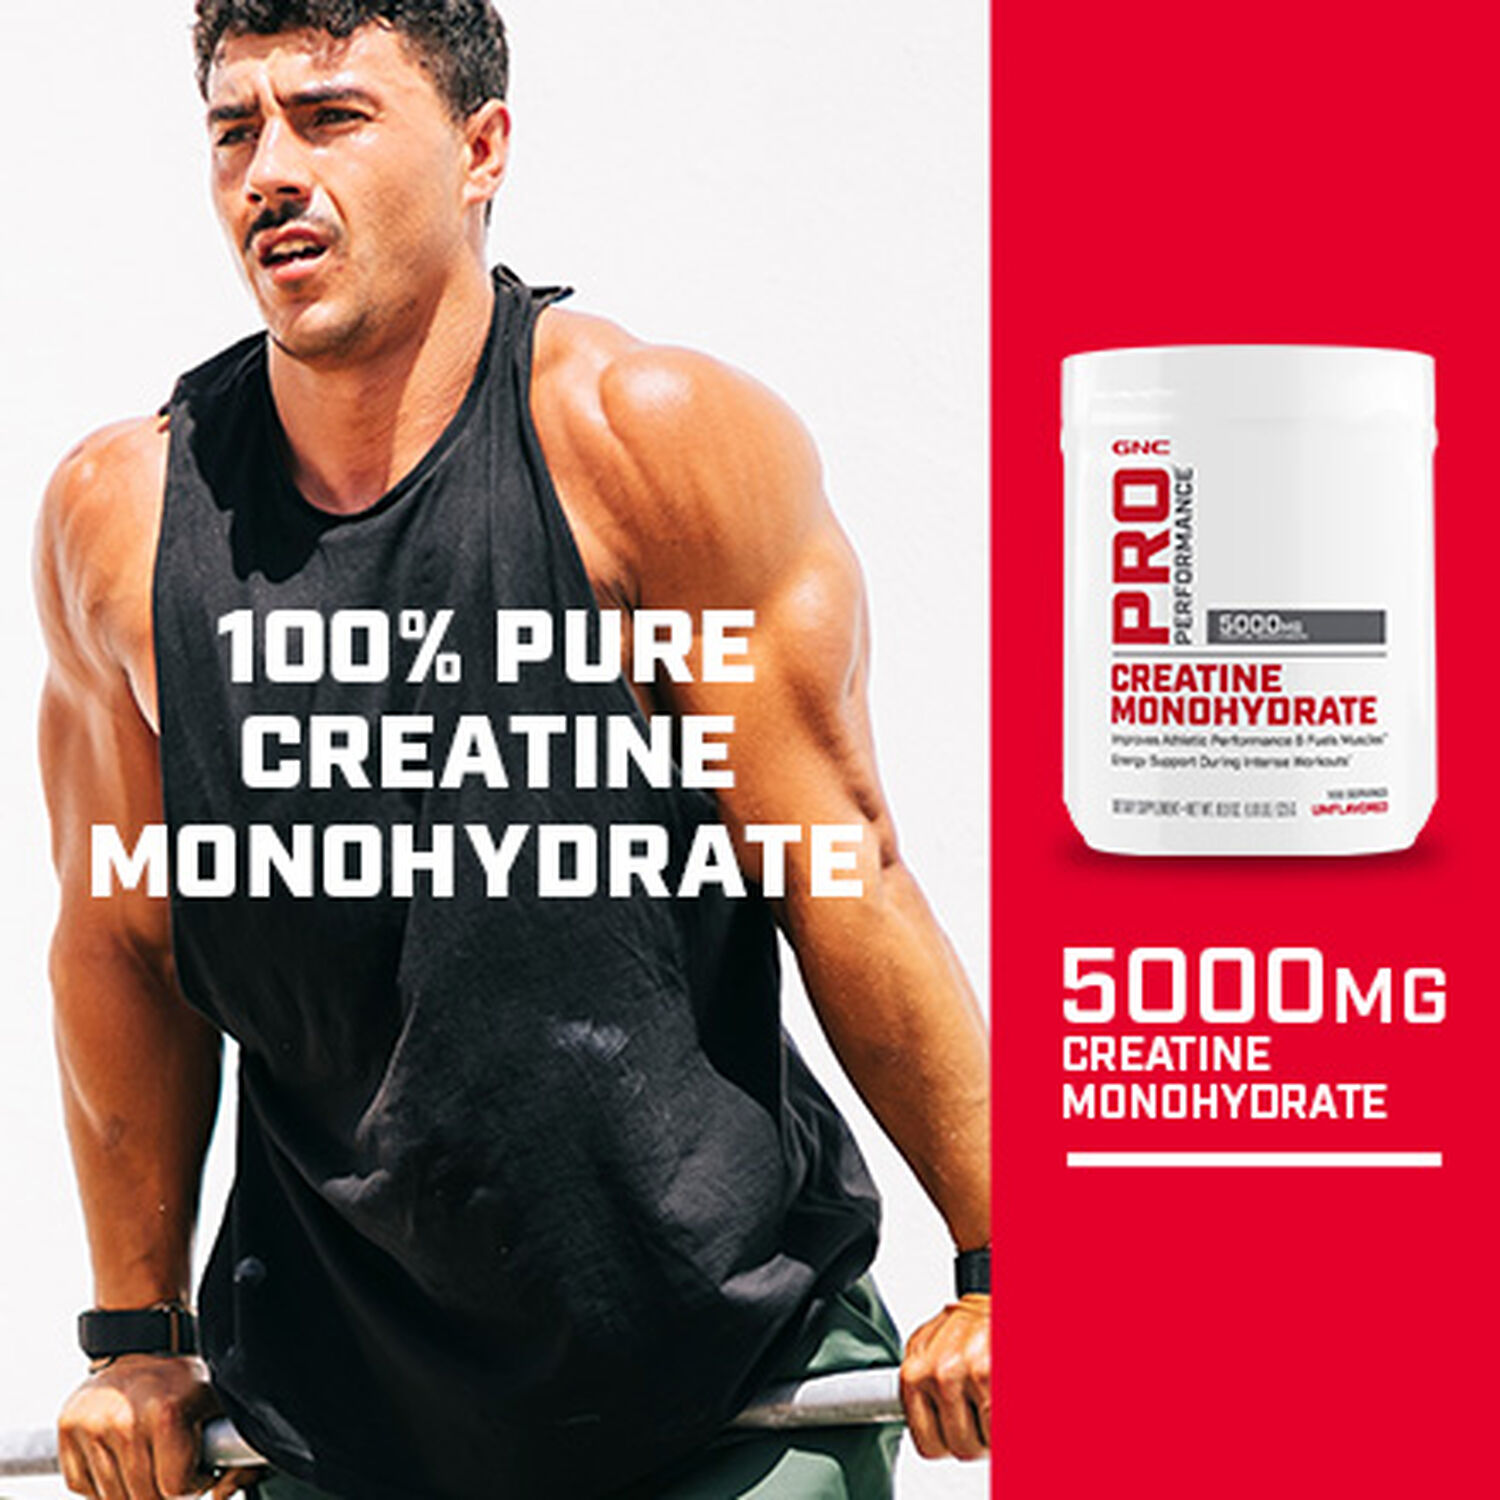 100% PURE
CREATINE
MONOHYDRATE
GNC
PRO
PERFORMANCE
5000MG
CREATINE
MONOHYDRATE
Improves Athletic Performance & Fuels Muscles*
Energy Support During Intense Workouts*
UNFLAVORED
5000MG
CREATINE
MONOHYDRATE